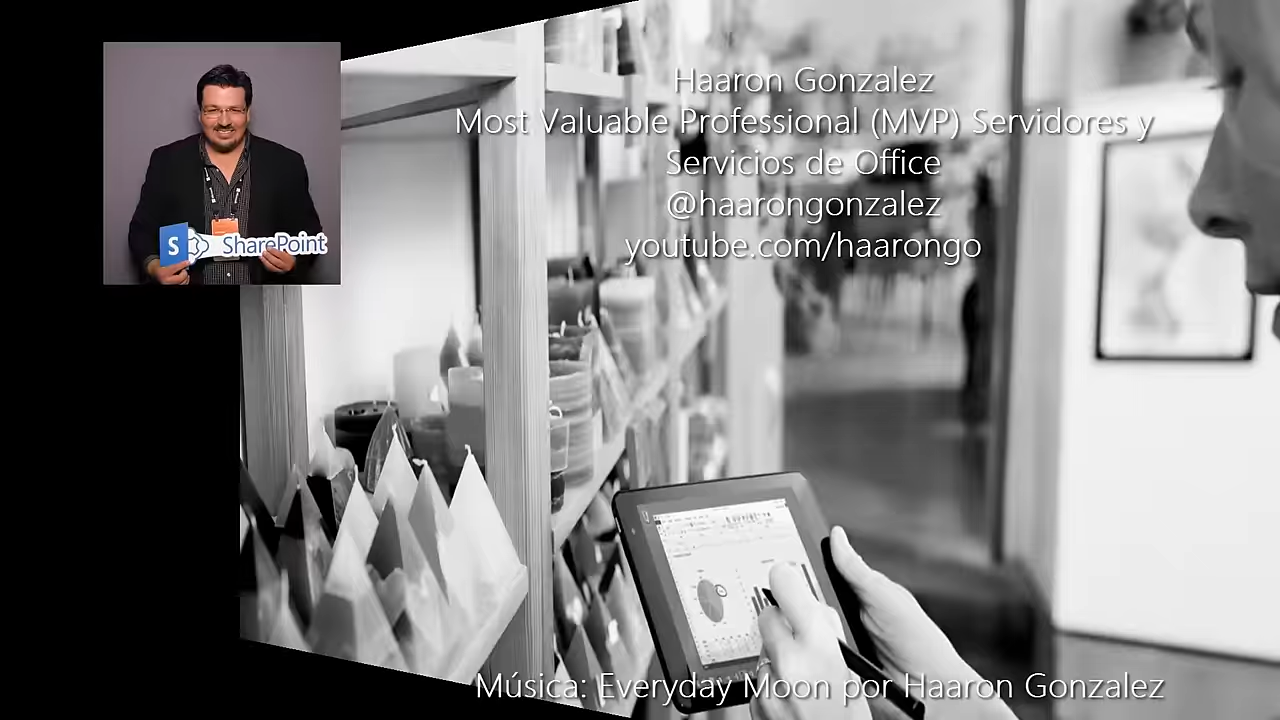 Haaron Gonzalez
Most Valuable Professional (MVP) Servidores y
Servicios de Office
@haarongonzalez
youtube.com/haarongo
S SharePoint
Música: Everyday Moon por Haaron Gonzalez